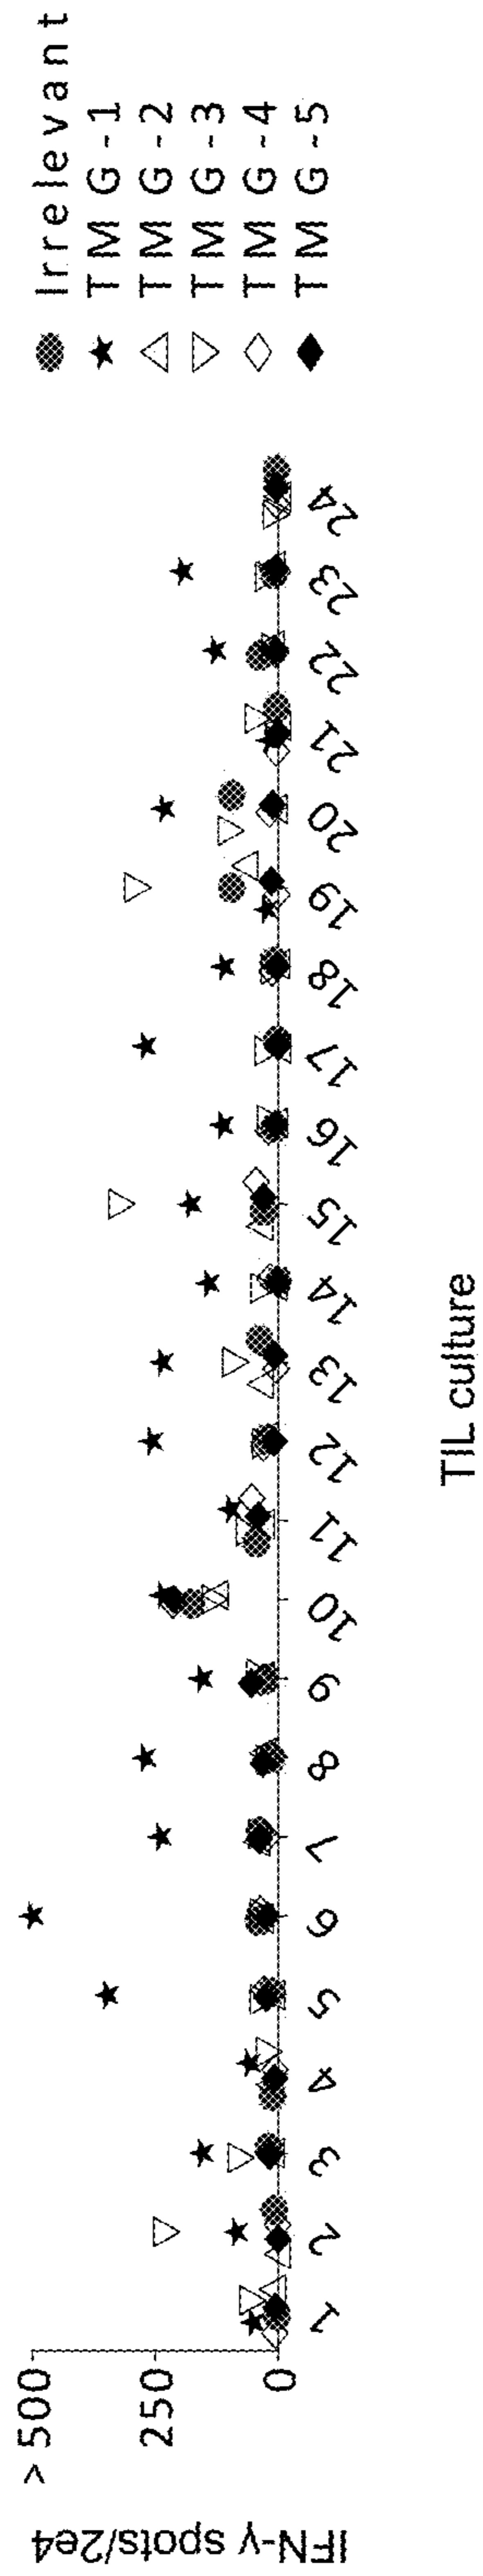 IFN-γ spots/2e4
> 500
250
0
1 2 3 4 5 6 7 8 9 10 11 12 13 14 15 16 17 18 19 20 21 22 23 24
TIL culture
Irrelevant
TMG-1
TMG-2
TMG-3
TMG-4
TMG-5